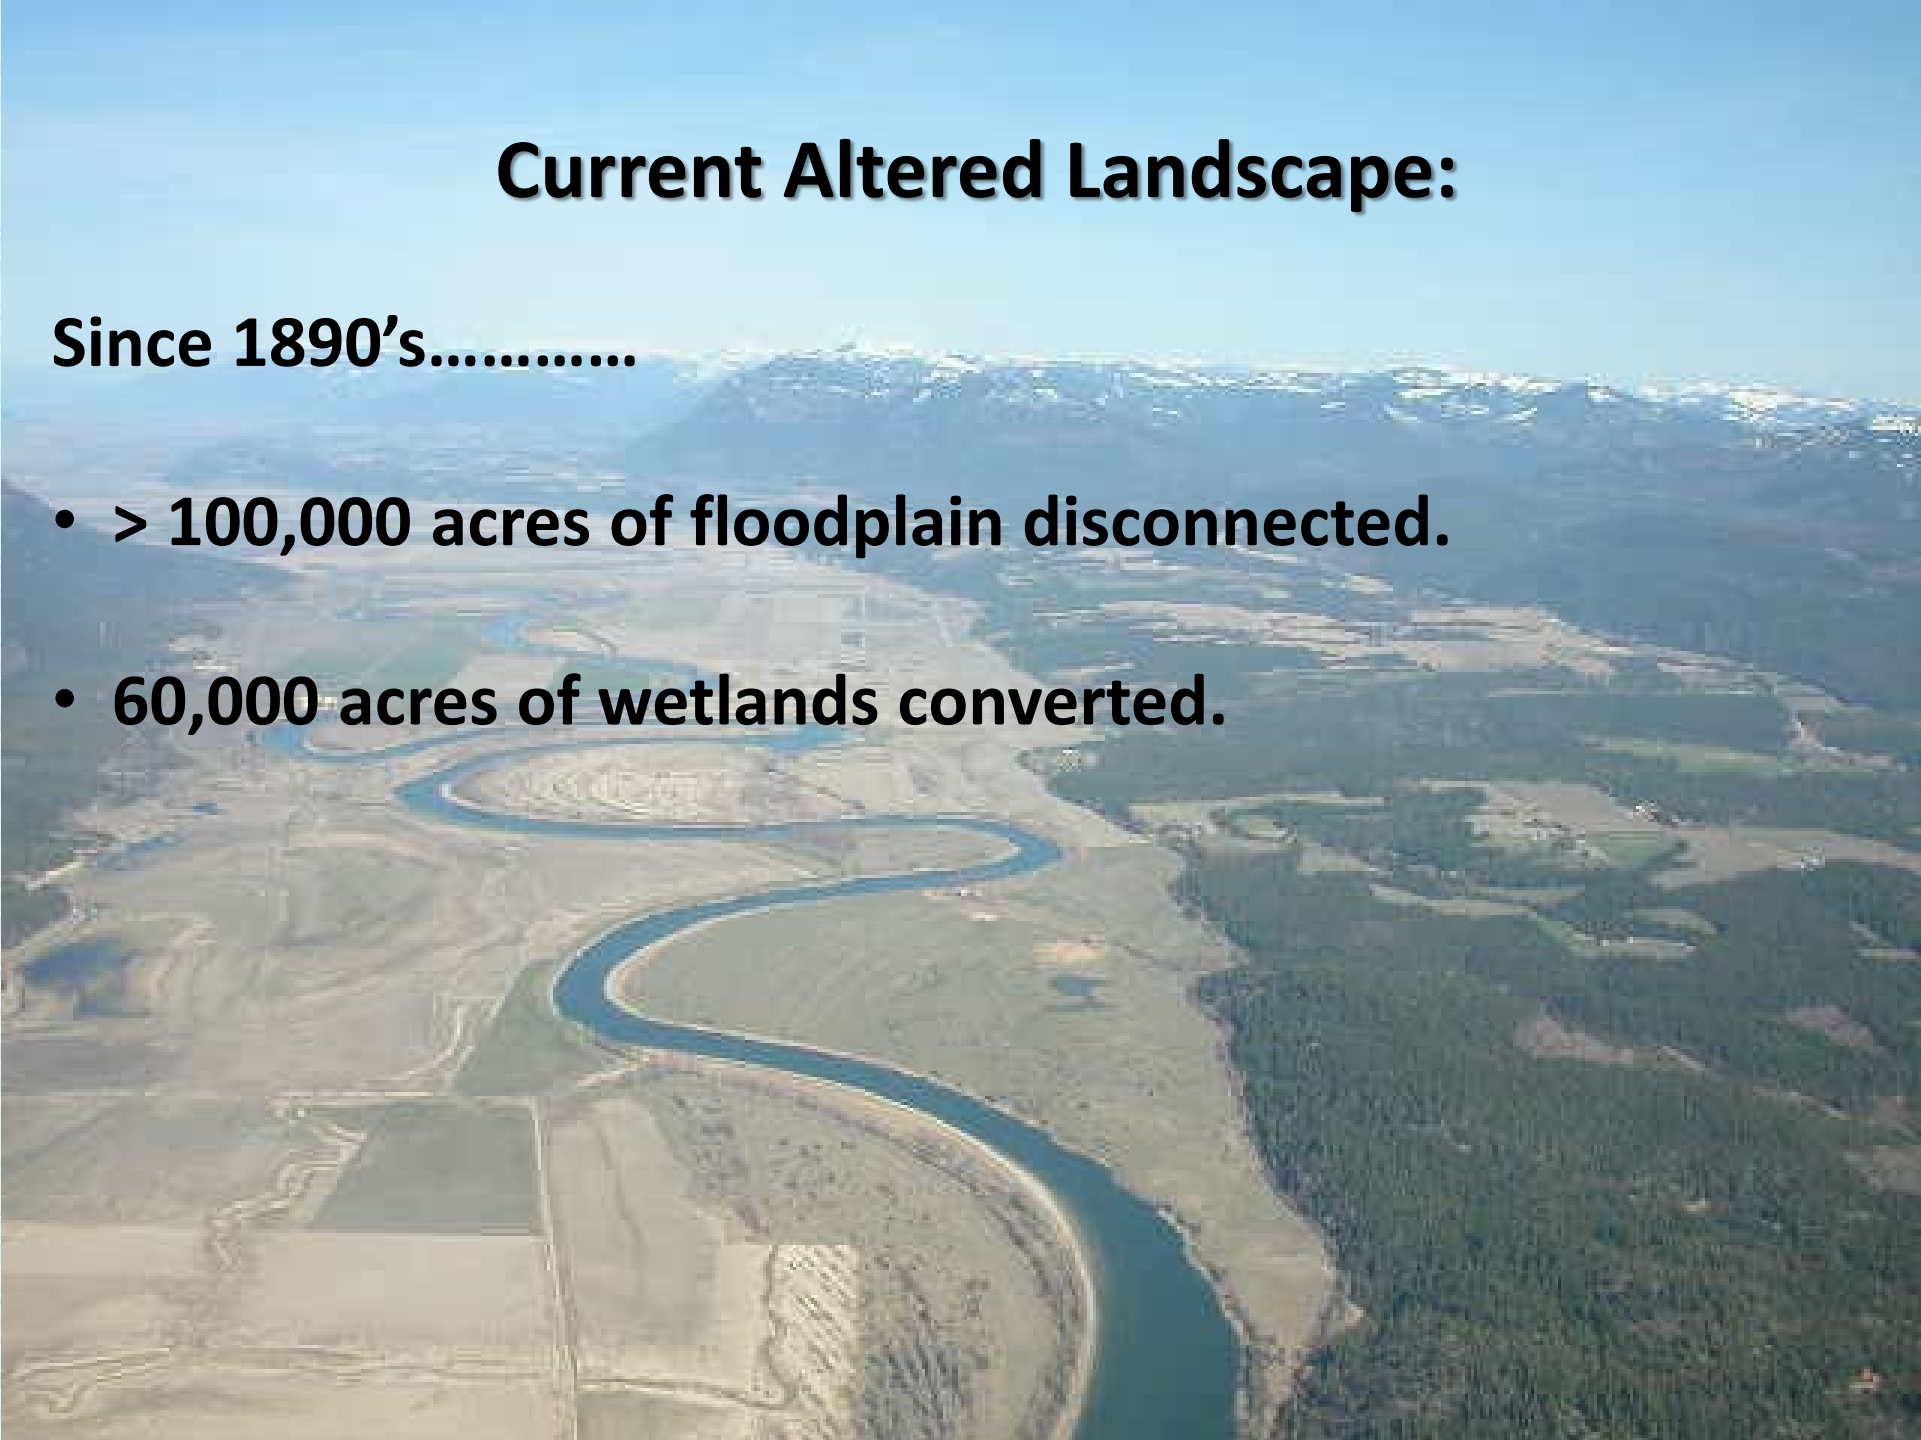 Current Altered Landscape:
Since 1890’s…………
• > 100,000 acres of floodplain disconnected.
• 60,000 acres of wetlands converted.